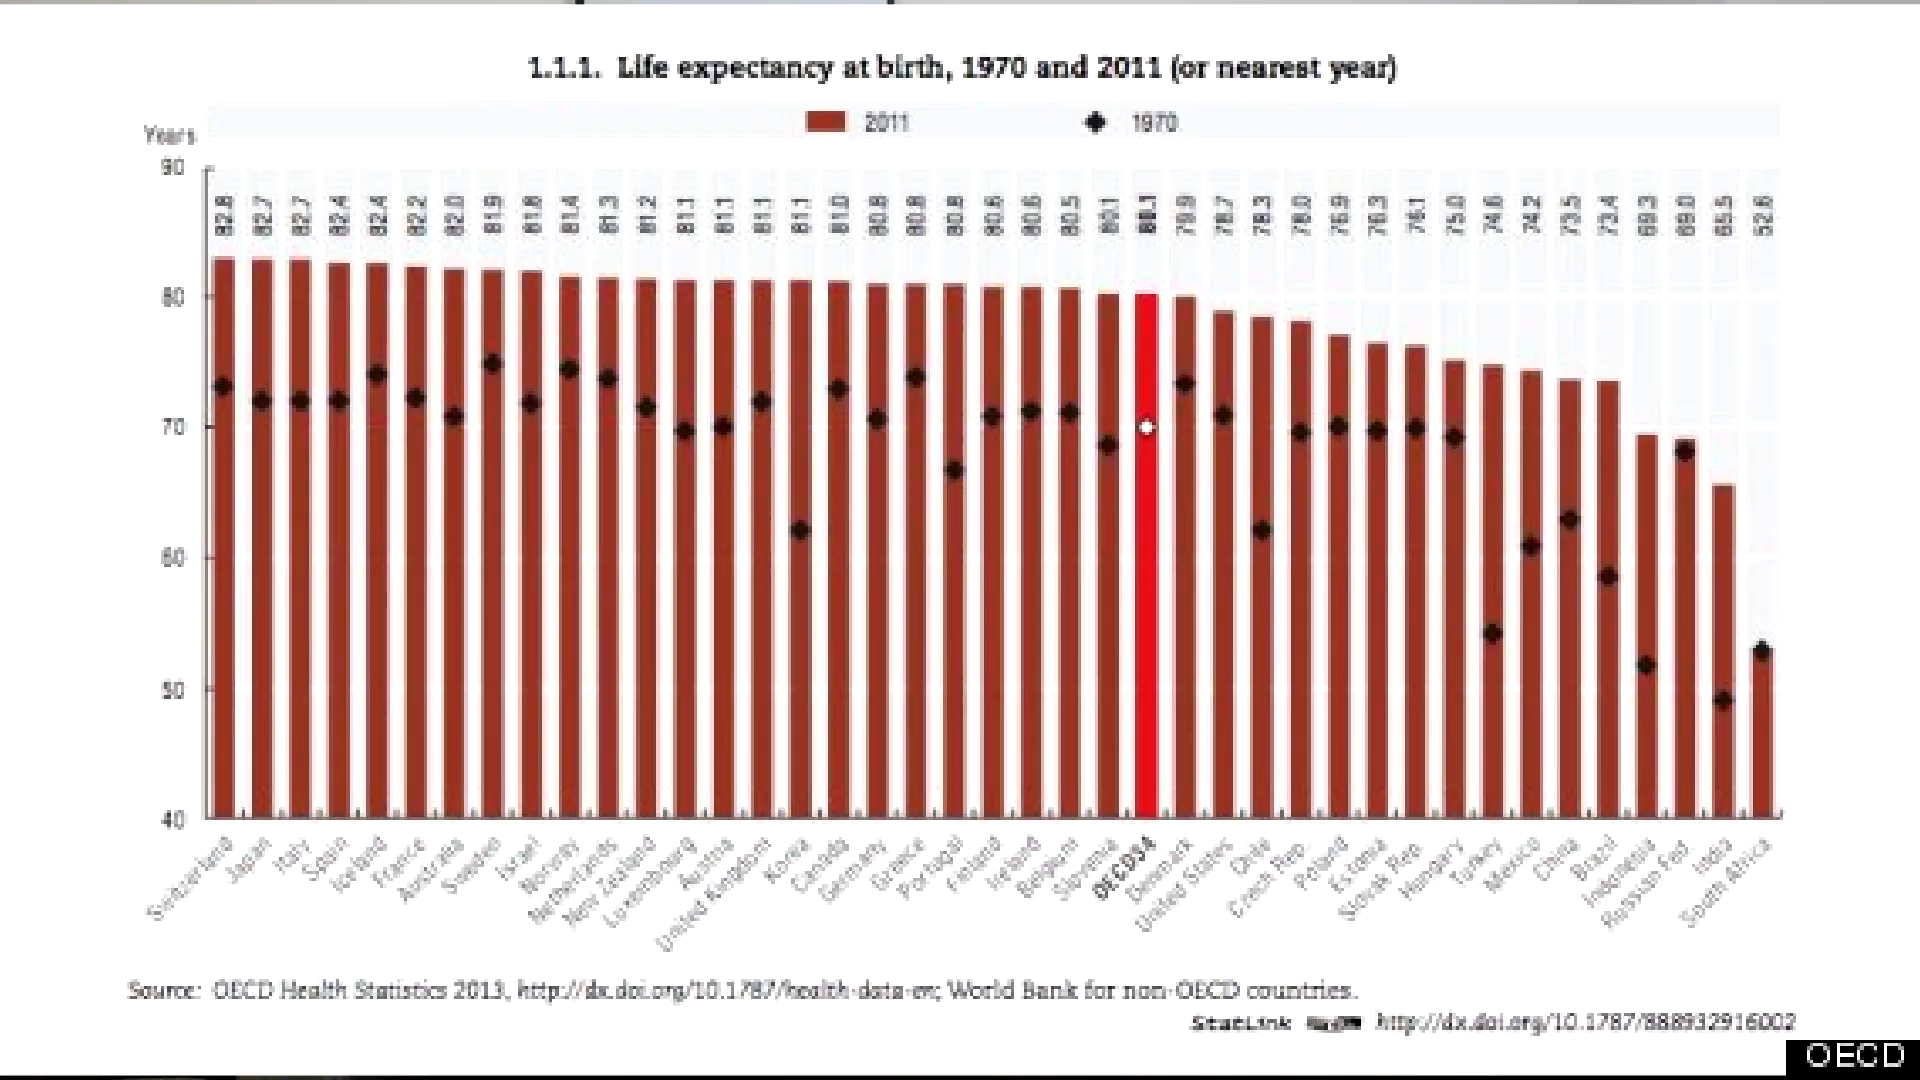 1.1.1. Life expectancy at birth, 1970 and 2011 (or nearest year)
2011 1970
Years
90
82.8 82.7 82.7 82.4 82.4 82.2 82.0 81.9 81.8 81.4 81.3 81.2 81.1 81.1 81.1 81.1 81.0 80.8 80.8 80.8 80.6 80.6 80.5 80.1 80.1 79.9 78.7 78.3 78.0 76.9 76.3 76.1 75.0 74.6 74.2 73.5 73.4 69.3 69.0 65.5 52.6
80
70
60
50
40
Switzerland Japan Italy Spain Iceland France Australia Sweden Israel Norway Netherlands New Zealand Luxembourg Austria United Kingdom Korea Canada Germany Greece Portugal Finland Ireland Belgium Slovenia OECD34 Denmark United States Chile Czech Rep. Poland Estonia Slovak Rep. Hungary Turkey Mexico China Brazil Indonesia Russian Fed. India South Africa
Source: OECD Health Statistics 2013, http://dx.doi.org/10.1787/health-data-en; World Bank for non-OECD countries.
StatLink http://dx.doi.org/10.1787/888932916002
OECD